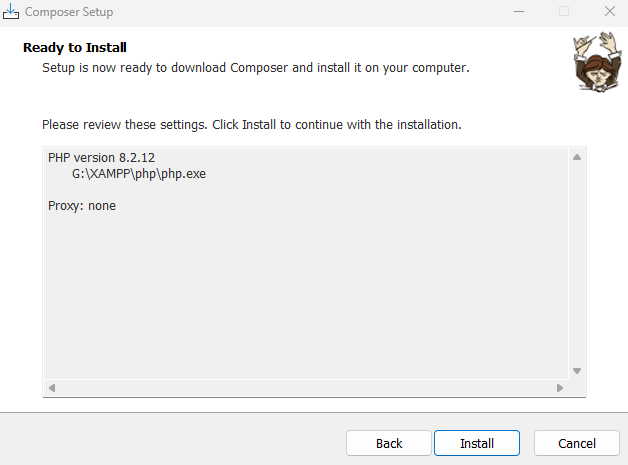 Composer Setup
Ready to Install
Setup is now ready to download Composer and install it on your computer.
Please review these settings. Click Install to continue with the installation.
PHP version 8.2.12
G:\XAMPP\php\php.exe
Proxy: none
Back
Install
Cancel